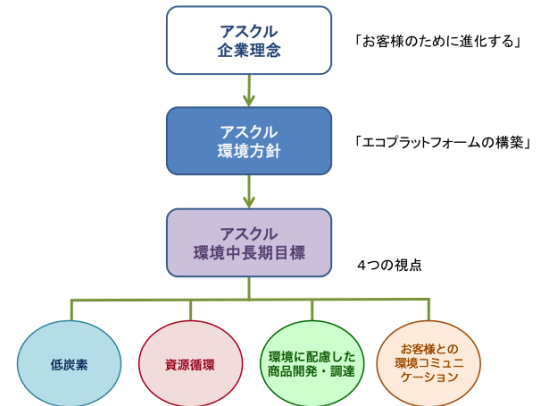 アスクル
企業理念
「お客様のために進化する」
アスクル
環境方針
「エコプラットフォームの構築」
アスクル
環境中長期目標
４つの視点
低炭素
資源循環
環境に配慮した
商品開発・調達
お客様との
環境コミュニ
ケーション